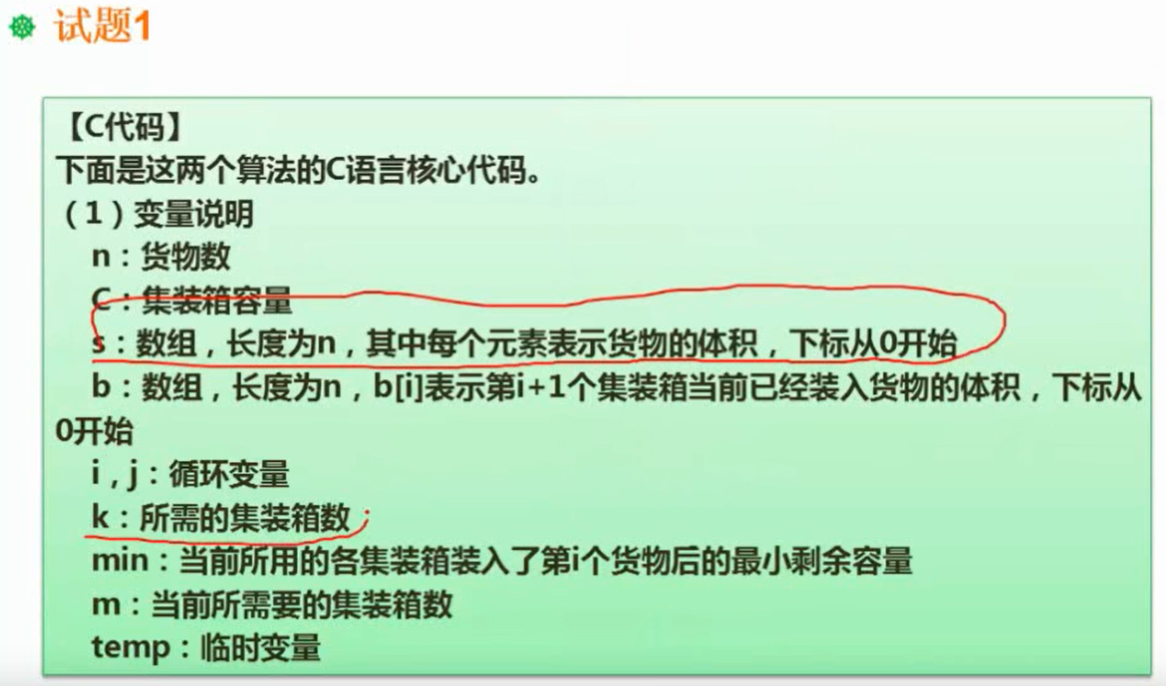 试题1
【C代码】
下面是这两个算法的C语言核心代码。
（1）变量说明
n：货物数
C：集装箱容量
s：数组，长度为n，其中每个元素表示货物的体积，下标从0开始
b：数组，长度为n，b[i]表示第i+1个集装箱当前已经装入货物的体积，下标从
0开始
i，j：循环变量
k：所需的集装箱数
min：当前所用的各集装箱装入了第i个货物后的最小剩余容量
m：当前所需要的集装箱数
temp：临时变量